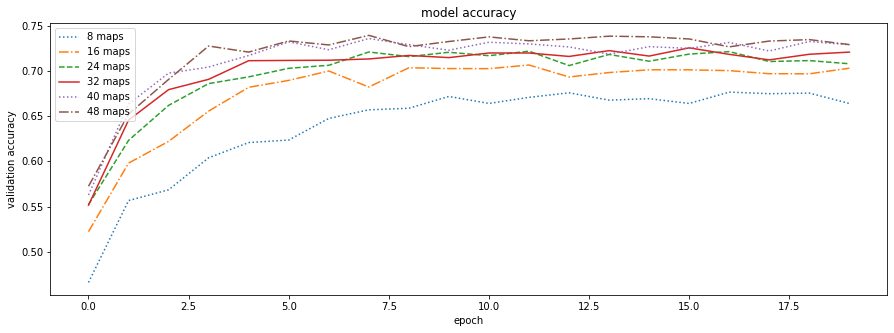 model accuracy
0.75
0.70
0.65
0.60
0.55
0.50
validation accuracy
8 maps
16 maps
24 maps
32 maps
40 maps
48 maps
0.0 2.5 5.0 7.5 10.0 12.5 15.0 17.5
epoch